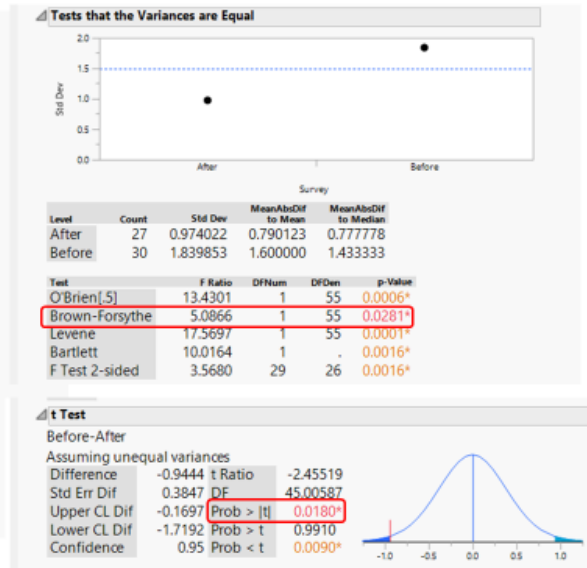 Tests that the Variances are Equal
2.0
1.5
1.0
0.5
0.0
Std Dev
After Before
Survey
Level Count Std Dev MeanAbsDif to Mean MeanAbsDif to Median
After 27 0.974022 0.790123 0.777778
Before 30 1.839853 1.600000 1.433333
Test F Ratio DFNum DFDen p-Value
O'Brien[.5] 13.4301 1 55 0.0006*
Brown-Forsythe 5.0866 1 55 0.0281*
Levene 17.5697 1 55 0.0001*
Bartlett 10.0164 1 . 0.0016*
F Test 2-sided 3.5680 29 26 0.0016*
t Test
Before-After
Assuming unequal variances
Difference -0.9444 t Ratio -2.45519
Std Err Dif 0.3847 DF 45.00587
Upper CL Dif -0.1697 Prob > |t| 0.0180*
Lower CL Dif -1.7192 Prob > t 0.9910
Confidence 0.95 Prob < t 0.0090*
-1.0 -0.5 0.0 0.5 1.0